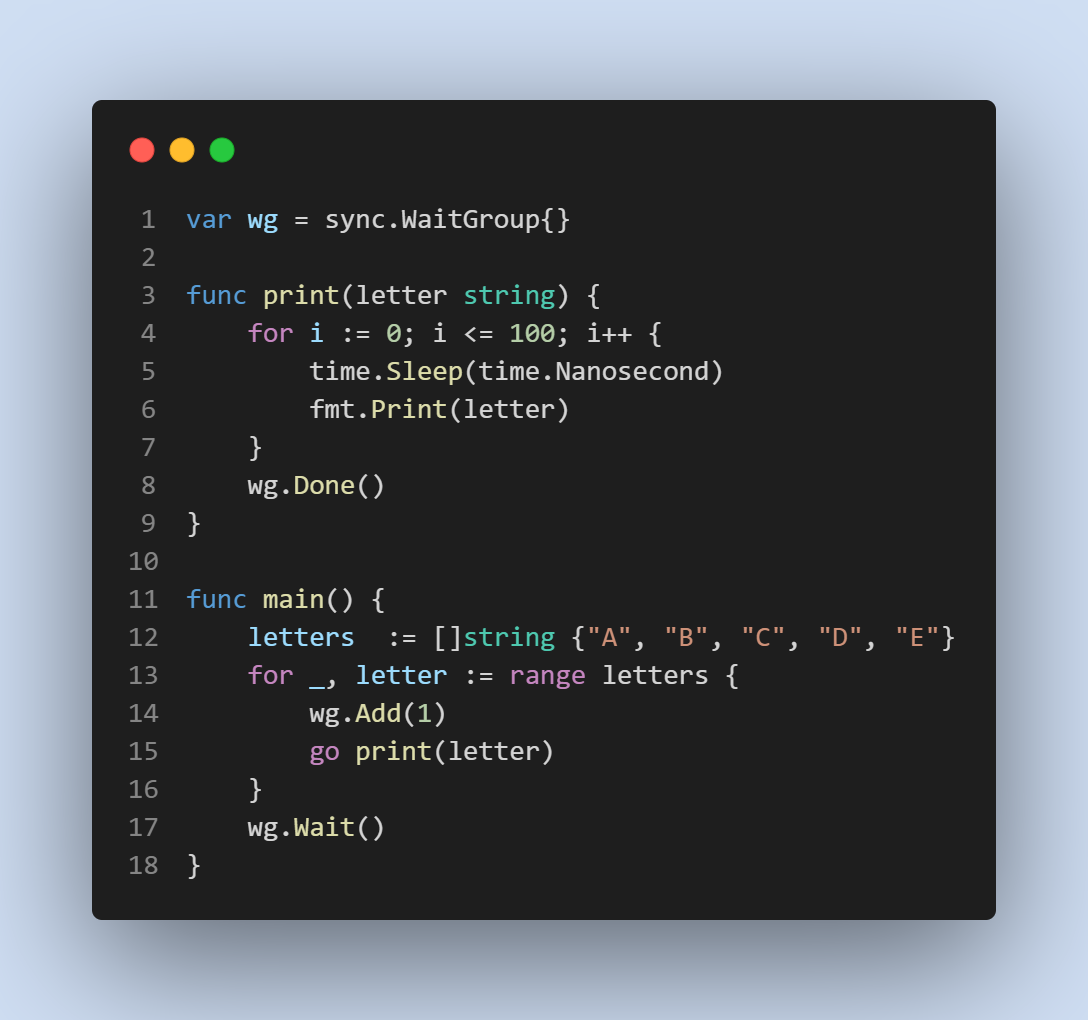 1 var wg = sync.WaitGroup{}
2
3 func print(letter string) {
4     for i := 0; i <= 100; i++ {
5         time.Sleep(time.Nanosecond)
6         fmt.Print(letter)
7     }
8     wg.Done()
9 }
10
11 func main() {
12     letters  := []string {"A", "B", "C", "D", "E"}
13     for _, letter := range letters {
14         wg.Add(1)
15         go print(letter)
16     }
17     wg.Wait()
18 }